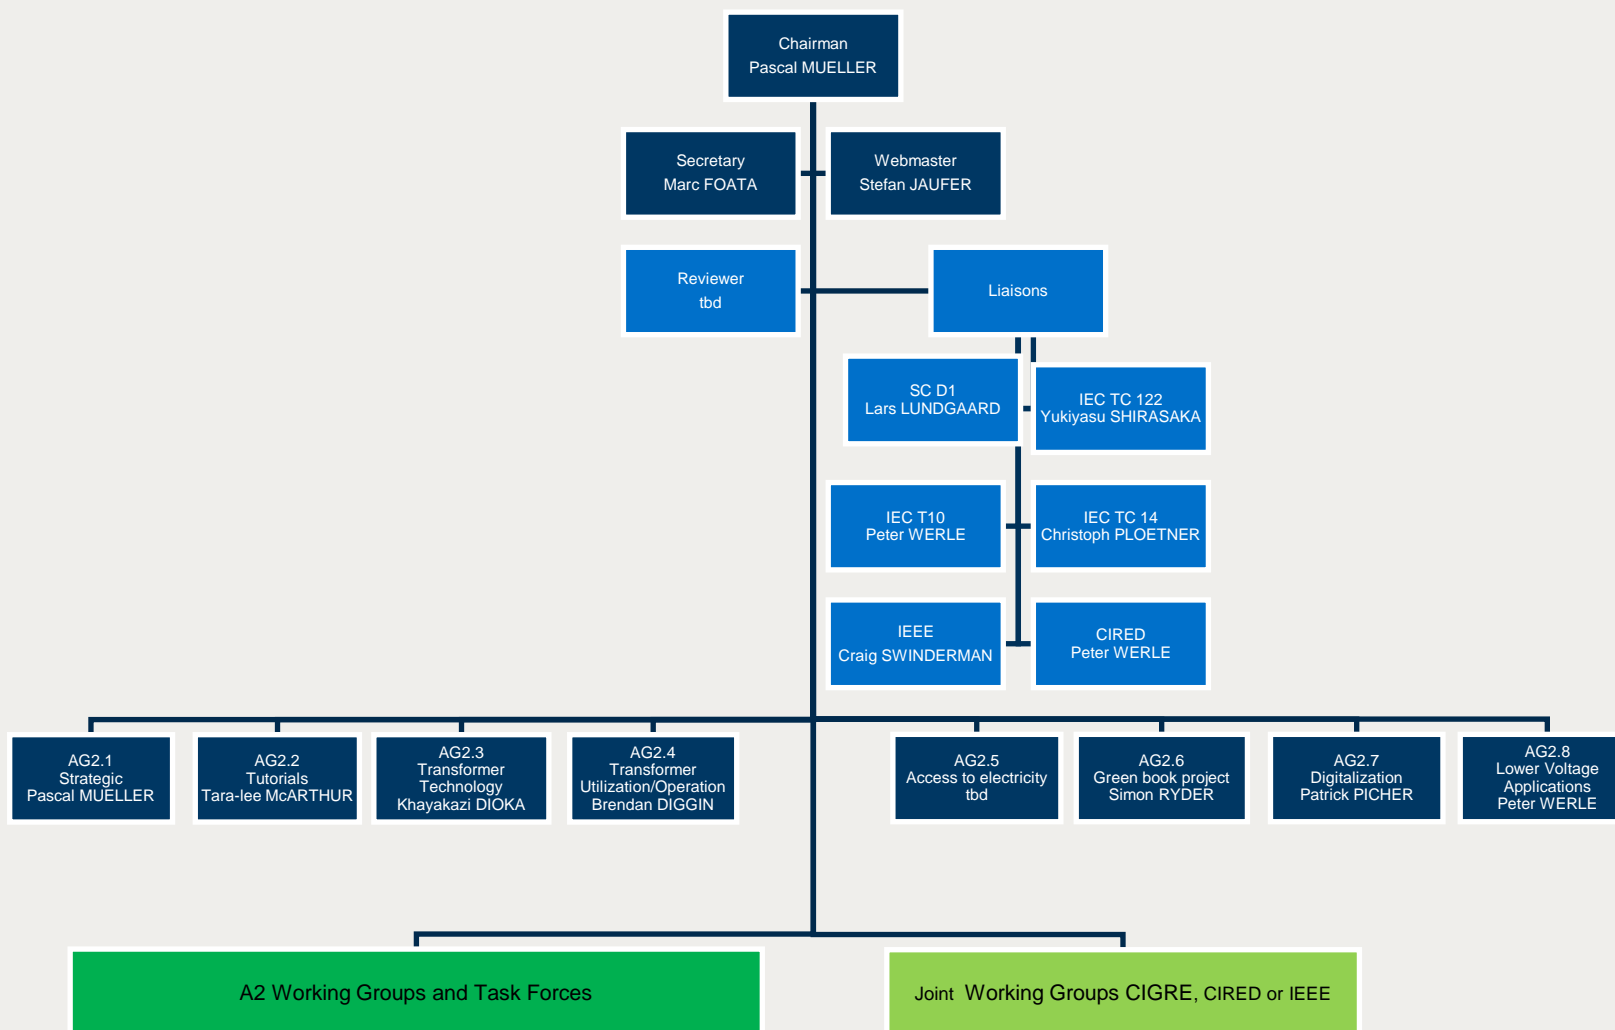 Chairman
Pascal MUELLER
Secretary
Marc FOATA
Webmaster
Stefan JAUFER
Reviewer
tbd
Liaisons
SC D1
Lars LUNDGAARD
IEC TC 122
Yukiyasu SHIRASAKA
IEC T10
Peter WERLE
IEC TC 14
Christoph PLOETNER
IEEE
Craig SWINDERMAN
CIRED
Peter WERLE
AG2.1
Strategic
Pascal MUELLER
AG2.2
Tutorials
Tara-lee McARTHUR
AG2.3
Transformer
Technology
Khayakazi DIOKA
AG2.4
Transformer
Utilization/Operation
Brendan DIGGIN
AG2.5
Access to electricity
tbd
AG2.6
Green book project
Simon RYDER
AG2.7
Digitalization
Patrick PICHER
AG2.8
Lower Voltage
Applications
Peter WERLE
A2 Working Groups and Task Forces
Joint Working Groups CIGRE, CIRED or IEEE